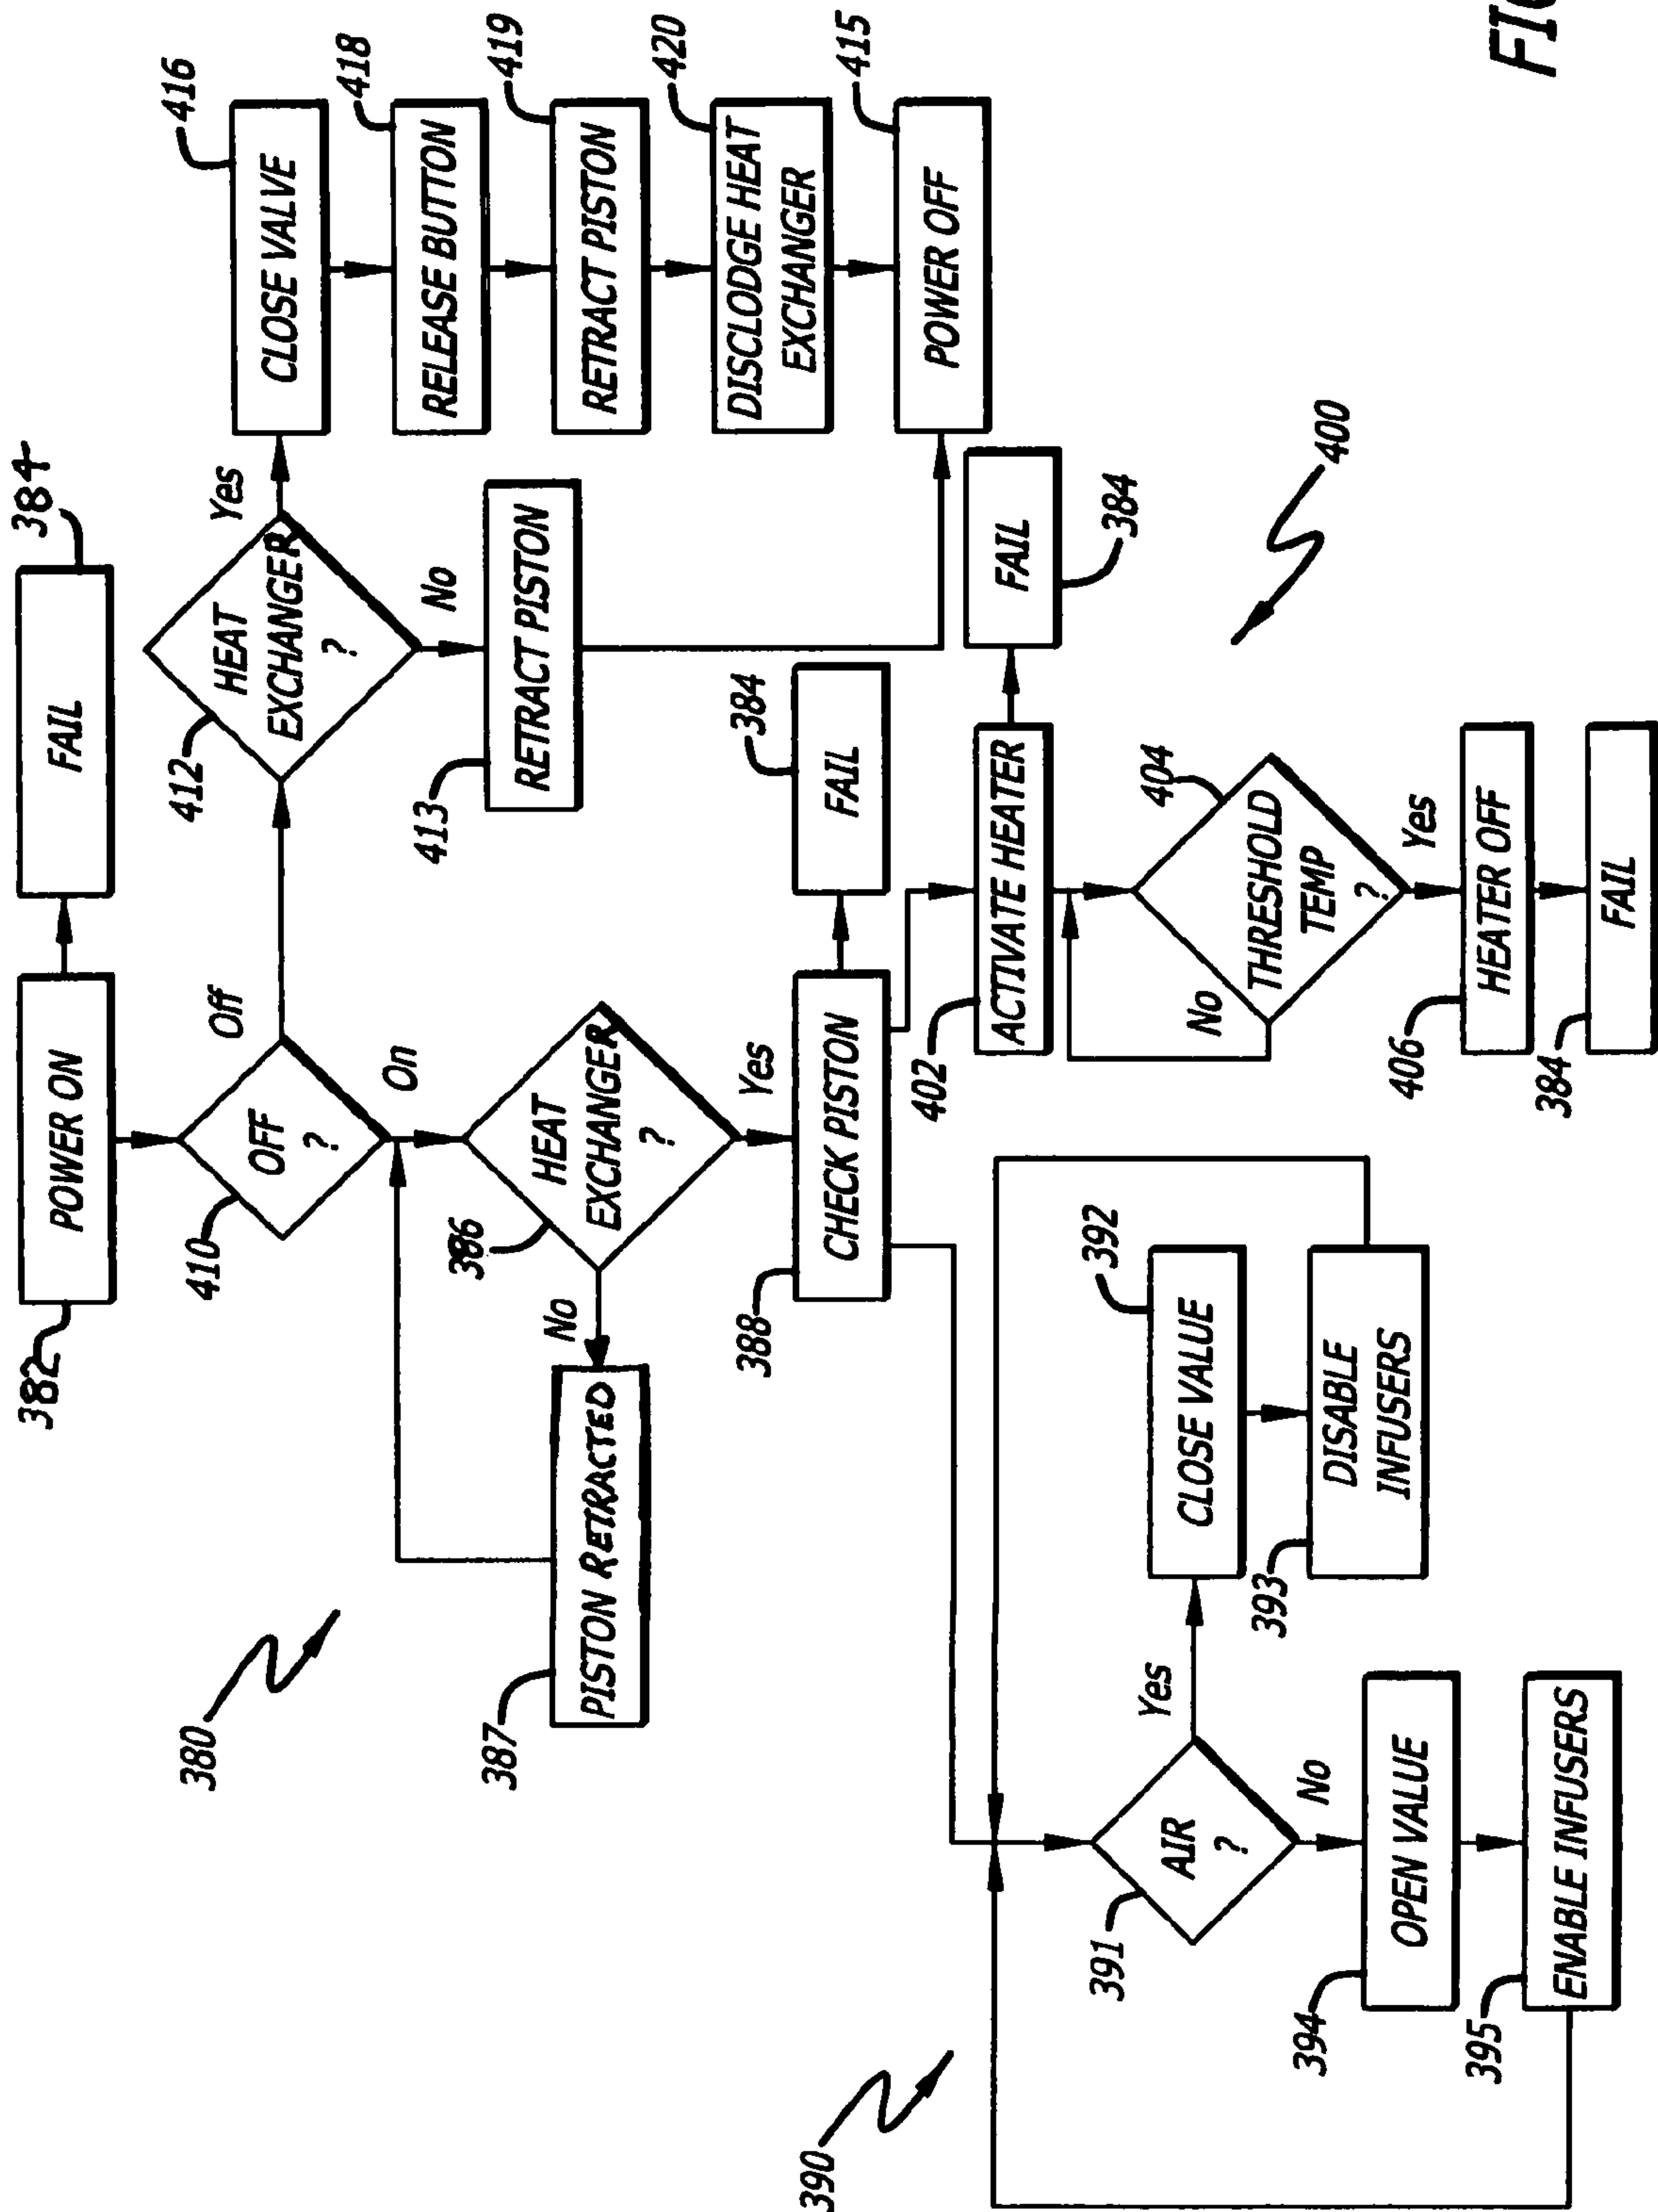 382
POWER ON
FAIL
384
410
OFF
?
Off
On
412
HEAT
EXCHANGER
?
Yes
No
CLOSE VALVE
416
RELEASE BUTTON
418
RETRACT PISTON
419
DISCLODGE HEAT
EXCHANGER
420
POWER OFF
415
413
RETRACT PISTON
380
386
HEAT
EXCHANGER
?
No
Yes
387
PISTON RETRACTED
388
CHECK PISTON
FAIL
384
402
ACTIVATE HEATER
FAIL
384
400
404
THRESHOLD
TEMP
?
No
Yes
406
HEATER OFF
384
FAIL
390
391
AIR
?
Yes
No
392
CLOSE VALUE
393
DISABLE
INFUSERS
394
OPEN VALUE
395
ENABLE INFUSERS